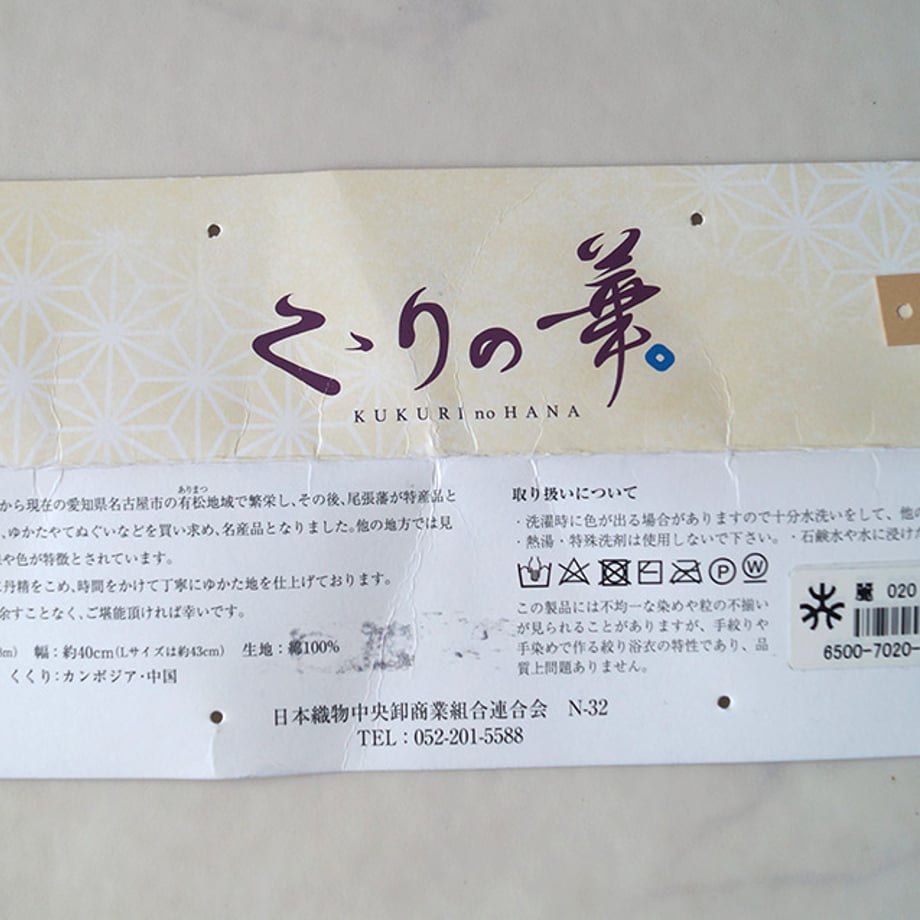 くゝりの華。
KUKURI no HANA
から現在の愛知県名古屋市の有松地域で繁栄し、その後、尾張藩が特産品と
ありまつ
、ゆかたやてぬぐいなどを買い求め、名産品となりました。他の地方では見
や色が特徴とされています。
丹精をこめ、時間をかけて丁寧にゆかた地を仕上げております。
余すことなく、ご堪能頂ければ幸いです。
m) 幅：約40cm(Lサイズは約43cm) 生地：綿100%
くくり：カンボジア・中国
取り扱いについて
・洗濯時に色が出る場合がありますので十分水洗いをして、他の
・熱湯・特殊洗剤は使用しないで下さい。・石鹸水や水に浸け
P W
この製品には不均一な染めや粒の不揃い
が見られることがありますが、手絞りや
手染めで作る絞り浴衣の特性であり、品
質上問題ありません。
麗 020
6500-7020-
日本織物中央卸商業組合連合会 N-32
TEL：052-201-5588